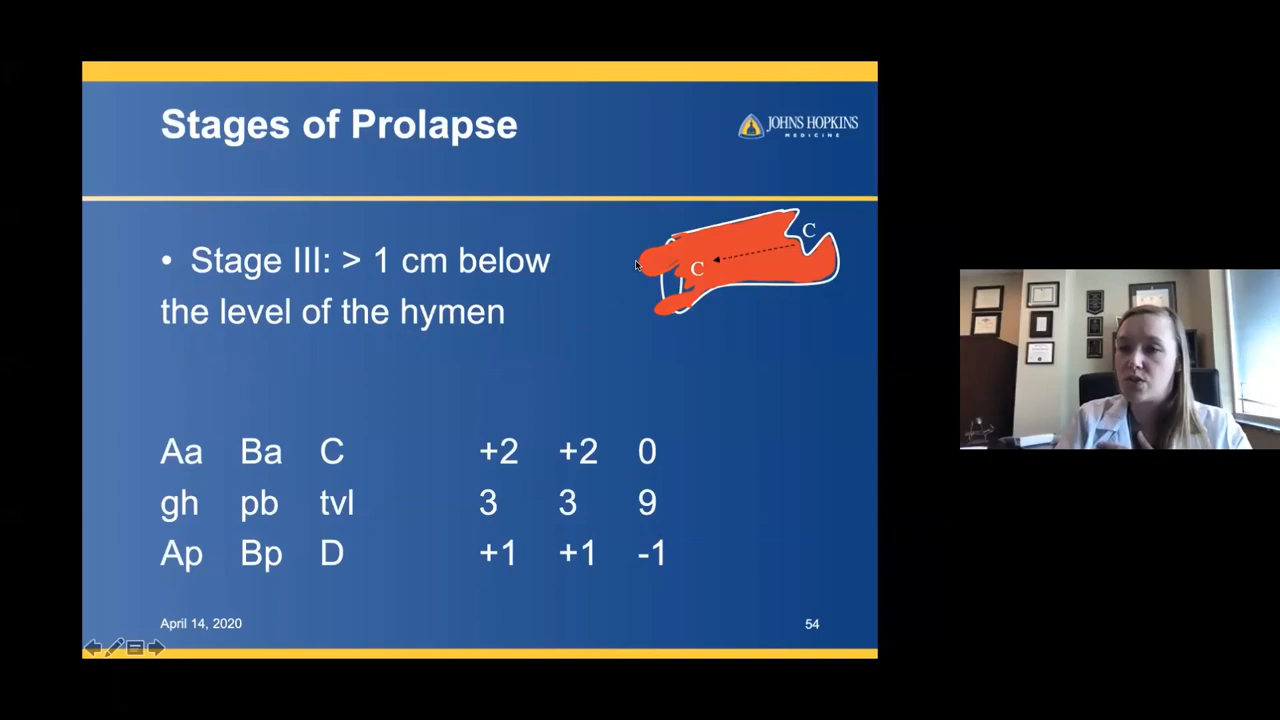 Stages of Prolapse
JOHNS HOPKINS
MEDICINE
• Stage III: > 1 cm below
the level of the hymen
C
C
Aa Ba C +2 +2 0
gh pb tvl 3 3 9
Ap Bp D +1 +1 -1
April 14, 2020 54